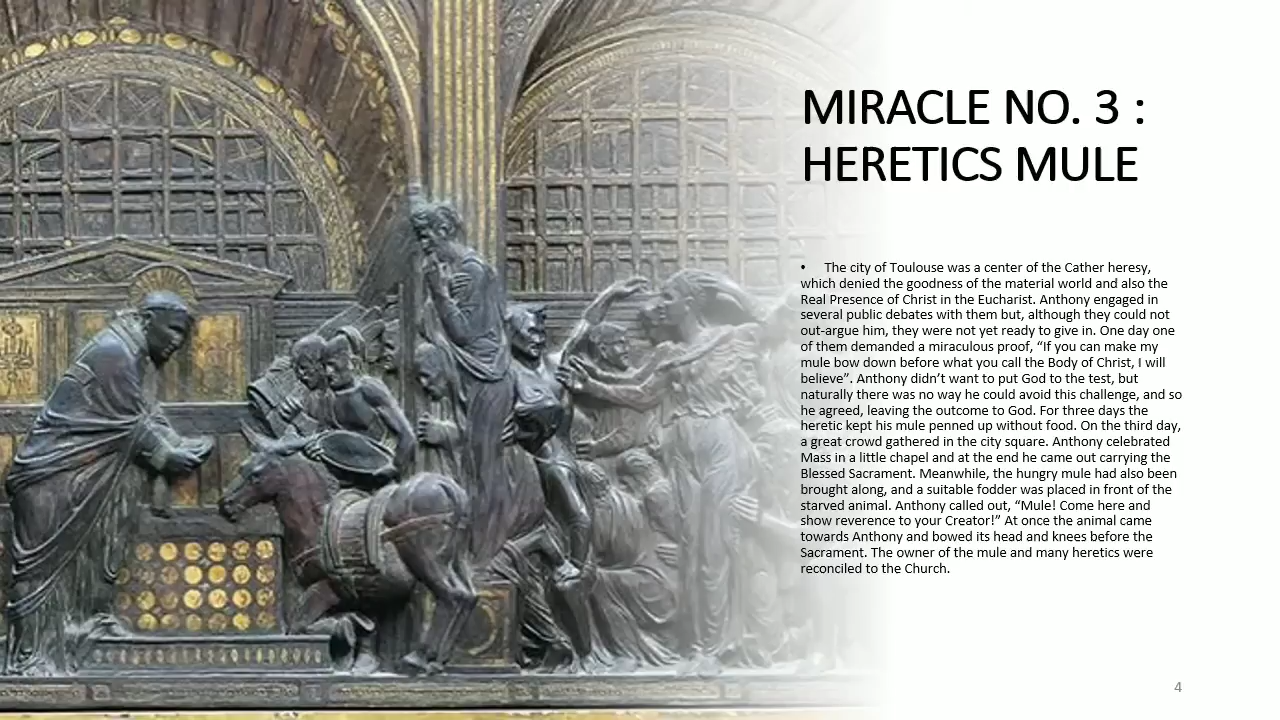 MIRACLE NO. 3 :
HERETICS MULE
• The city of Toulouse was a center of the Cather heresy,
which denied the goodness of the material world and also the
Real Presence of Christ in the Eucharist. Anthony engaged in
several public debates with them but, although they could not
out-argue him, they were not yet ready to give in. One day one
of them demanded a miraculous proof, “If you can make my
mule bow down before what you call the Body of Christ, I will
believe”. Anthony didn’t want to put God to the test, but
naturally there was no way he could avoid this challenge, and so
he agreed, leaving the outcome to God. For three days the
heretic kept his mule penned up without food. On the third day,
a great crowd gathered in the city square. Anthony celebrated
Mass in a little chapel and at the end he came out carrying the
Blessed Sacrament. Meanwhile, the hungry mule had also been
brought along, and a suitable fodder was placed in front of the
starved animal. Anthony called out, “Mule! Come here and
show reverence to your Creator!” At once the animal came
towards Anthony and bowed its head and knees before the
Sacrament. The owner of the mule and many heretics were
reconciled to the Church.
4